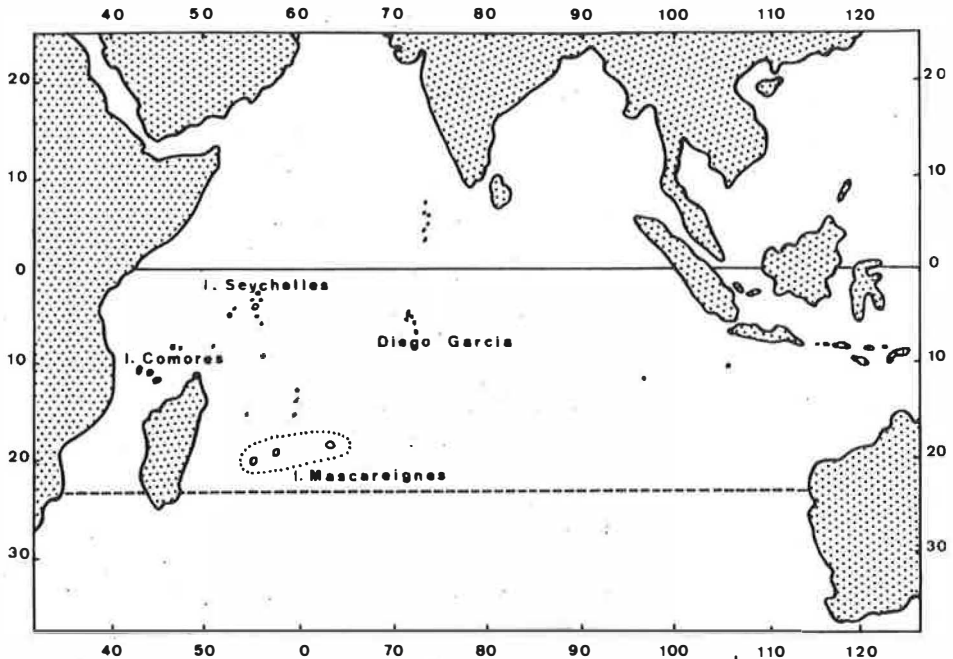 40 50 60 70 80 90 100 110 120
20 20
10 10
0 0
I. Seychelles
Diego Garcia
I. Comores
10 10
20 20
I. Mascareignes
30 30
40 50 0 70 80 90 100 110 120